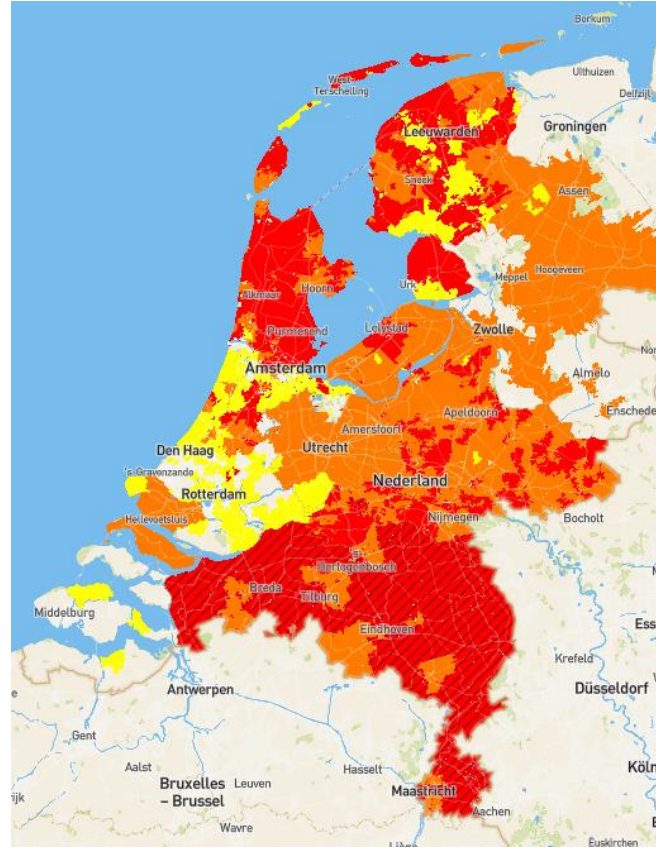 Borkum
Uithuizen
Delfzijl
West-
Terschelling
Leeuwarden
Groningen
Sneek
Assen
Hoogeveen
Meppel
Urk
Hoorn
Alkmaar
Purmerend
Lelystad
Zwolle
Amsterdam
Almelo
Enschede
Apeldoorn
Amersfoort
Utrecht
Den Haag
's Gravenzande
Nederland
Rotterdam
Hellevoetsluis
Nijmegen
Bocholt
's
Hertogenbosch
Breda
Tilburg
Middelburg
Eindhoven
Ess
Krefeld
Düsseldorf
Antwerpen
Gent
Aalst
Hasselt
Köln
Bruxelles
– Brussel
Leuven
Maastricht
Aachen
Wavre
Liège
Euskirchen